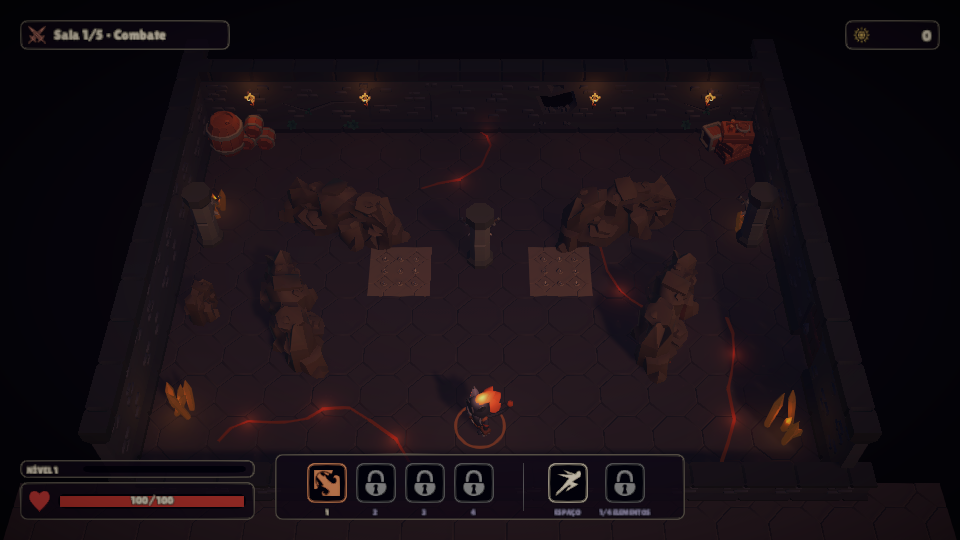 Sala 1/5 - Combate
0
NÍVEL 1
100/100
1
2
3
4
ESPAÇO
1/4 ELEMENTOS